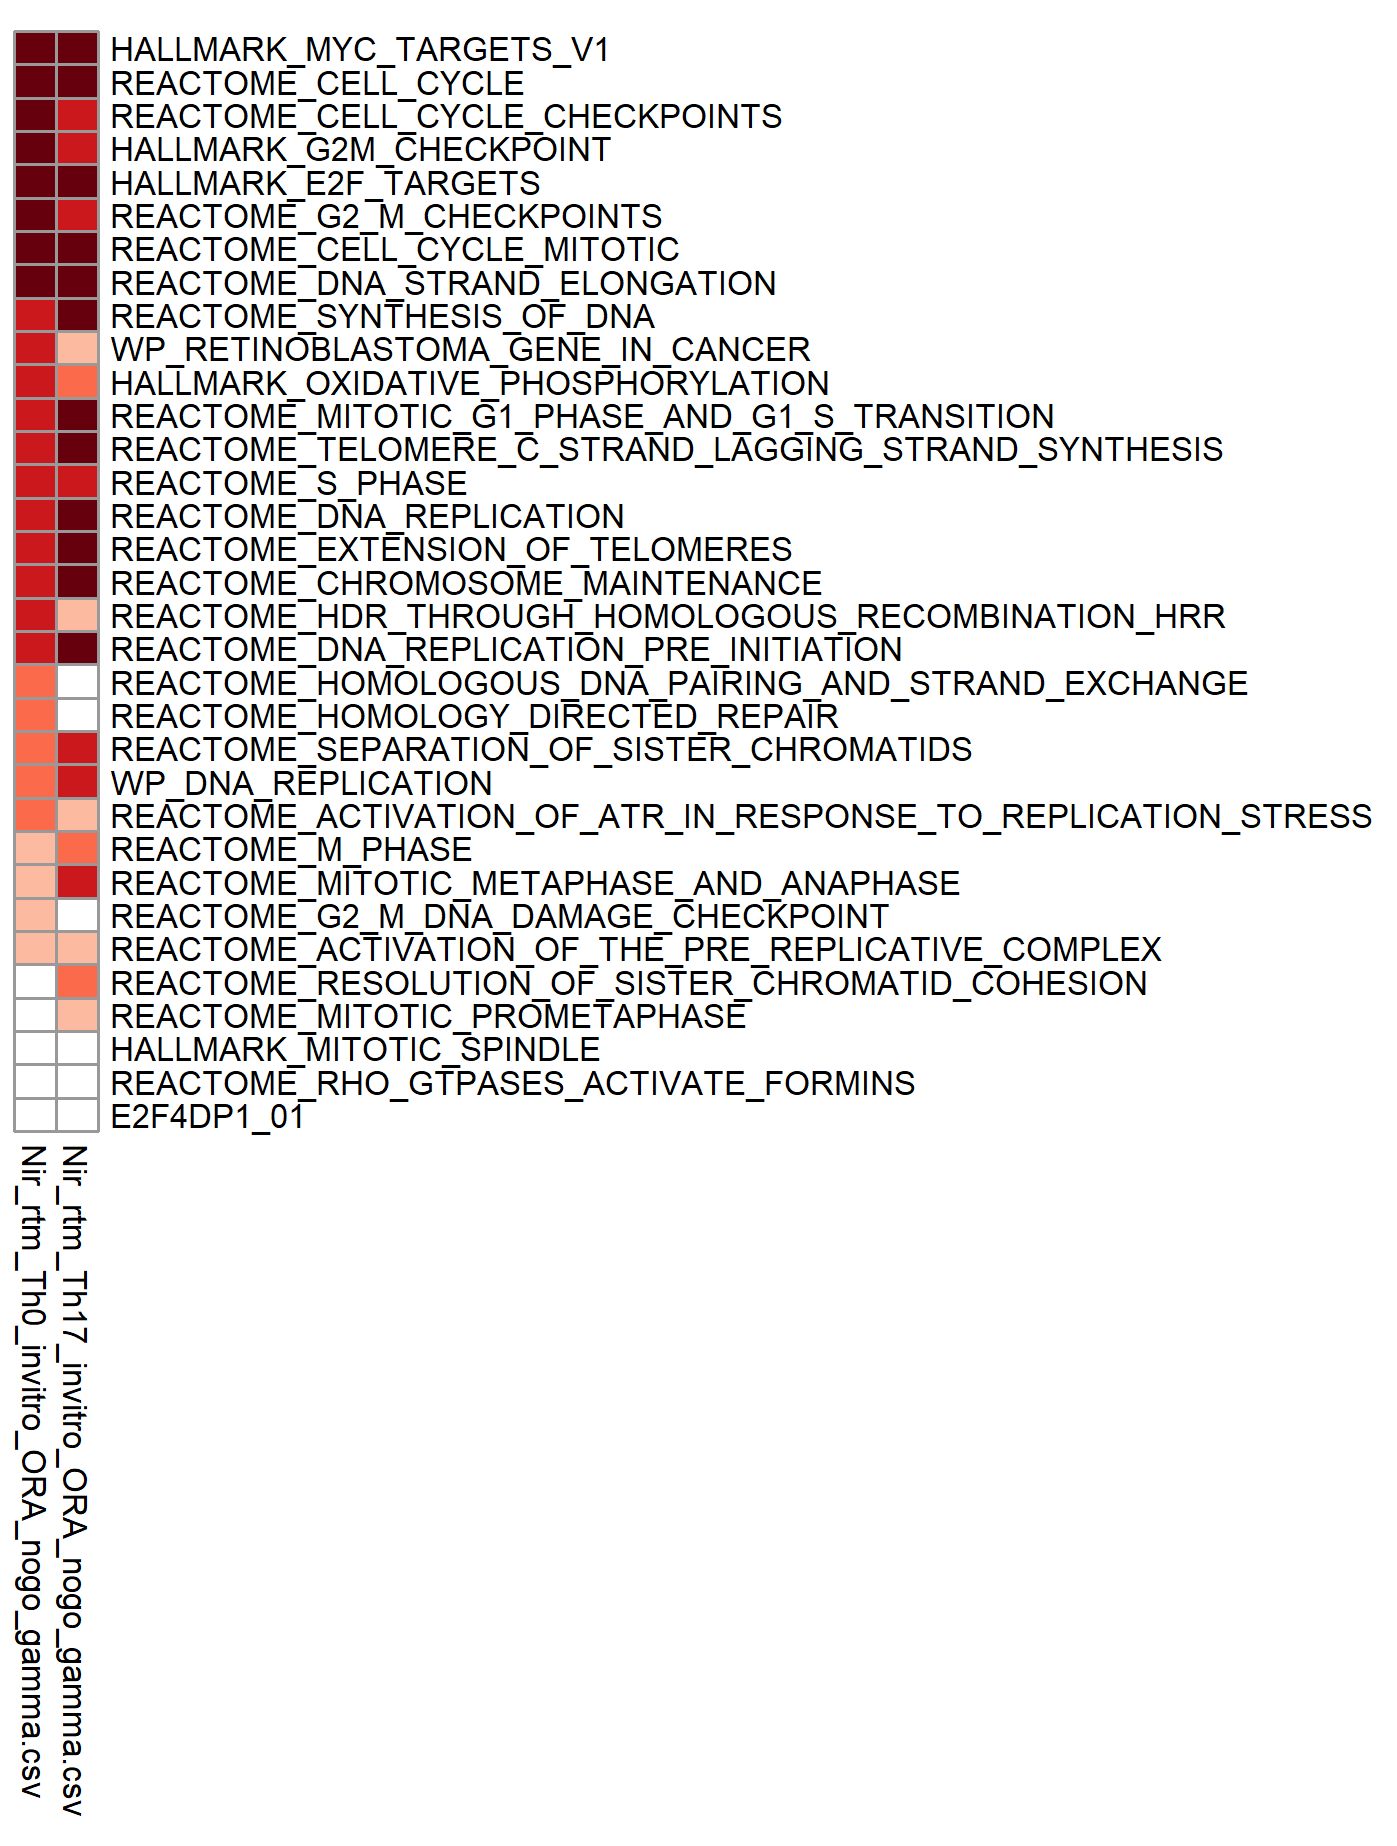 HALLMARK_MYC_TARGETS_V1
REACTOME_CELL_CYCLE
REACTOME_CELL_CYCLE_CHECKPOINTS
HALLMARK_G2M_CHECKPOINT
HALLMARK_E2F_TARGETS
REACTOME_G2_M_CHECKPOINTS
REACTOME_CELL_CYCLE_MITOTIC
REACTOME_DNA_STRAND_ELONGATION
REACTOME_SYNTHESIS_OF_DNA
WP_RETINOBLASTOMA_GENE_IN_CANCER
HALLMARK_OXIDATIVE_PHOSPHORYLATION
REACTOME_MITOTIC_G1_PHASE_AND_G1_S_TRANSITION
REACTOME_TELOMERE_C_STRAND_LAGGING_STRAND_SYNTHESIS
REACTOME_S_PHASE
REACTOME_DNA_REPLICATION
REACTOME_EXTENSION_OF_TELOMERES
REACTOME_CHROMOSOME_MAINTENANCE
REACTOME_HDR_THROUGH_HOMOLOGOUS_RECOMBINATION_HRR
REACTOME_DNA_REPLICATION_PRE_INITIATION
REACTOME_HOMOLOGOUS_DNA_PAIRING_AND_STRAND_EXCHANGE
REACTOME_HOMOLOGY_DIRECTED_REPAIR
REACTOME_SEPARATION_OF_SISTER_CHROMATIDS
WP_DNA_REPLICATION
REACTOME_ACTIVATION_OF_ATR_IN_RESPONSE_TO_REPLICATION_STRESS
REACTOME_M_PHASE
REACTOME_MITOTIC_METAPHASE_AND_ANAPHASE
REACTOME_G2_M_DNA_DAMAGE_CHECKPOINT
REACTOME_ACTIVATION_OF_THE_PRE_REPLICATIVE_COMPLEX
REACTOME_RESOLUTION_OF_SISTER_CHROMATID_COHESION
REACTOME_MITOTIC_PROMETAPHASE
HALLMARK_MITOTIC_SPINDLE
REACTOME_RHO_GTPASES_ACTIVATE_FORMINS
E2F4DP1_01
Nir_rtm_Th0_invitro_ORA_nogo_gamma.csv
Nir_rtm_Th17_invitro_ORA_nogo_gamma.csv